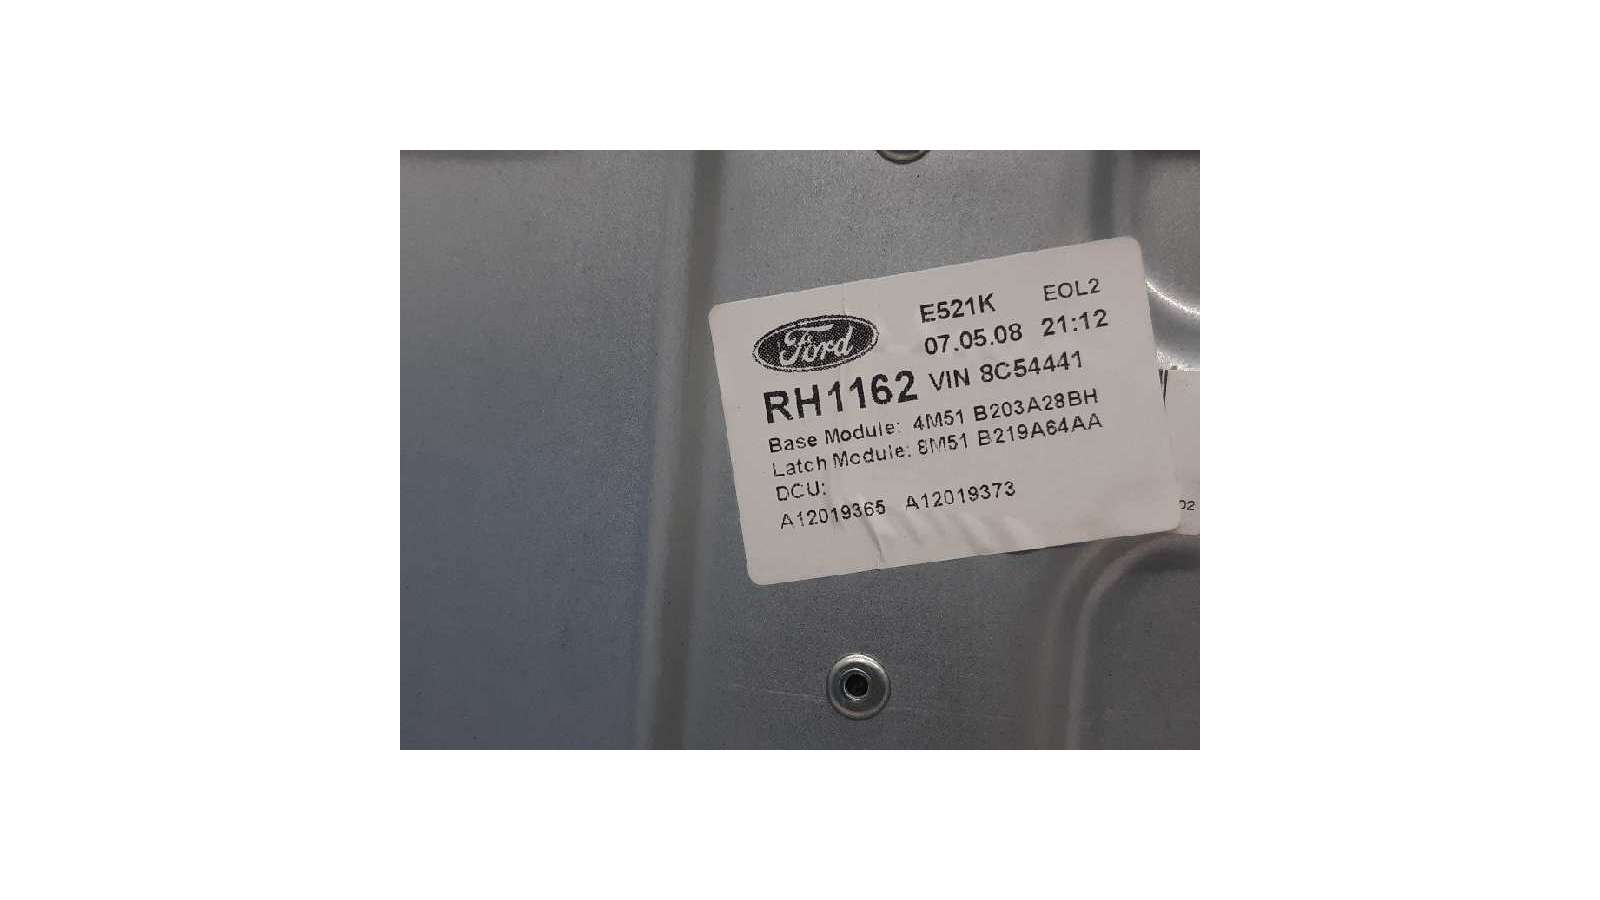 Ford
E521K EOL2
07.05.08 21:12
RH1162 VIN 8C54441
Base Module: 4M51 B203A28BH
Latch Module: 8M51 B219A64AA
DCU:
A12019365 A12019373
02